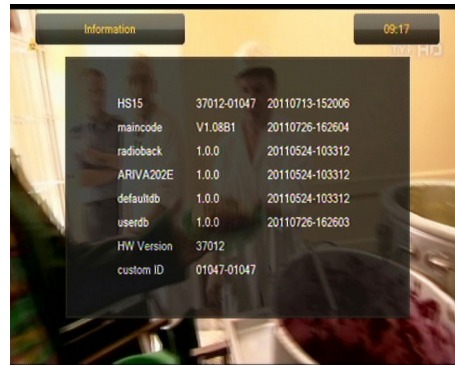 Information
09:17
TVP HD
HS15 37012-01047 20110713-152006
maincode V1.08B1 20110726-162604
radioback 1.0.0 20110524-103312
ARIVA202E 1.0.0 20110524-103312
defaultdb 1.0.0 20110524-103312
userdb 1.0.0 20110726-162603
HW Version 37012
custom ID 01047-01047